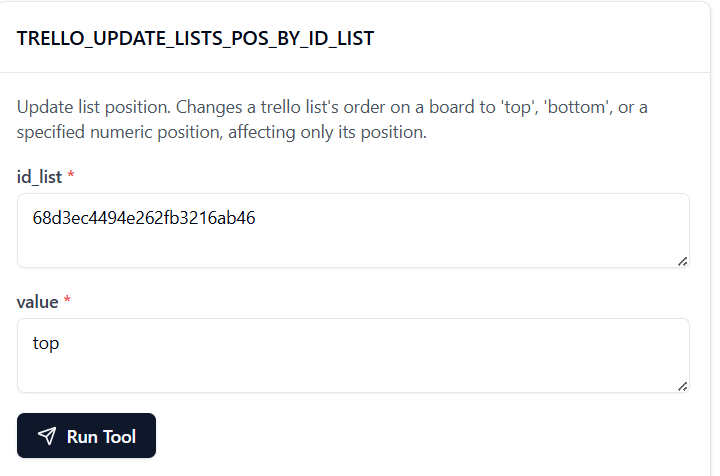 TRELLO_UPDATE_LISTS_POS_BY_ID_LIST
Update list position. Changes a trello list's order on a board to 'top', 'bottom', or a
specified numeric position, affecting only its position.
id_list *
68d3ec4494e262fb3216ab46
value *
top
Run Tool